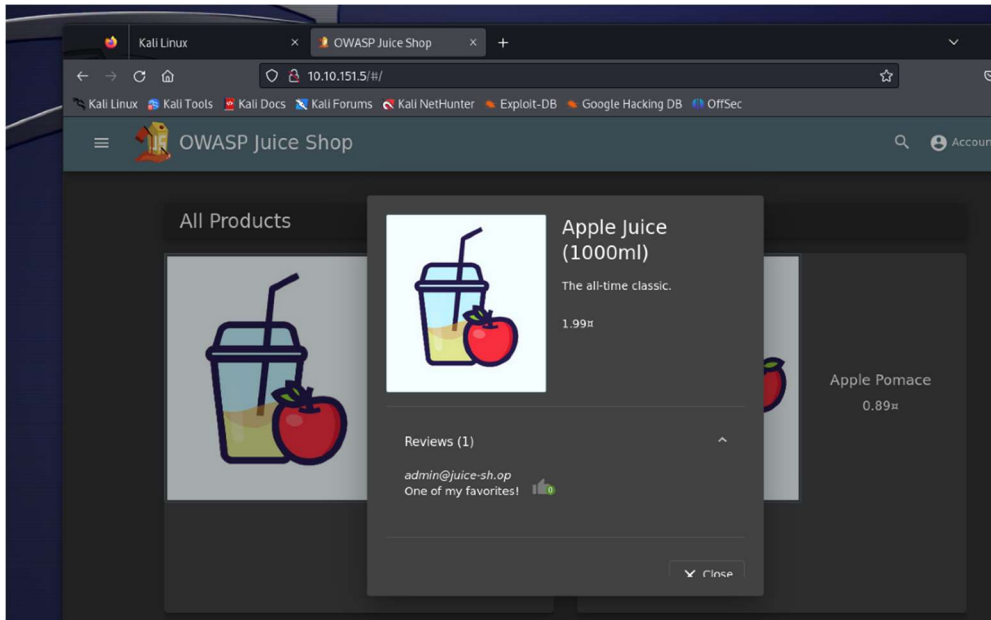 Kali Linux
OWASP Juice Shop
10.10.151.5/#/
Kali Linux Kali Tools Kali Docs Kali Forums Kali NetHunter Exploit-DB Google Hacking DB OffSec
OWASP Juice Shop
Accoun
All Products
Apple Juice
(1000ml)
The all-time classic.
1.99¤
Apple Pomace
0.89¤
Reviews (1)
admin@juice-sh.op
One of my favorites! 0
Close